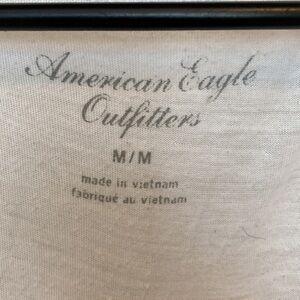 American Eagle
Outfitters
M/M
made in vietnam
fabriqué au vietnam